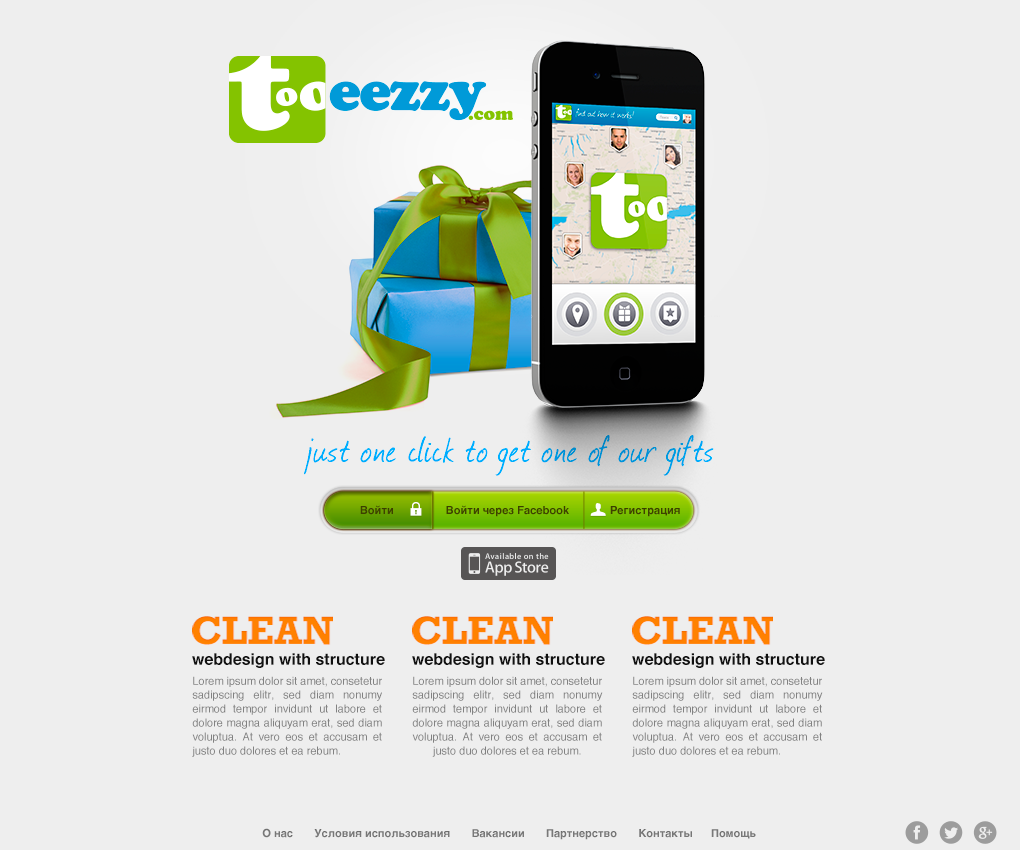 tooeezzy
.com
too find out how it works!
too
just one click to get one of our gifts
Войти
Войти через Facebook
Регистрация
Available on the
App Store
CLEAN
webdesign with structure
Lorem ipsum dolor sit amet, consetetur
sadipscing elitr, sed diam nonumy
eirmod tempor invidunt ut labore et
dolore magna aliquyam erat, sed diam
voluptua. At vero eos et accusam et
justo duo dolores et ea rebum.
CLEAN
webdesign with structure
Lorem ipsum dolor sit amet, consetetur
sadipscing elitr, sed diam nonumy
eirmod tempor invidunt ut labore et
dolore magna aliquyam erat, sed diam
voluptua. At vero eos et accusam et
justo duo dolores et ea rebum.
CLEAN
webdesign with structure
Lorem ipsum dolor sit amet, consetetur
sadipscing elitr, sed diam nonumy
eirmod tempor invidunt ut labore et
dolore magna aliquyam erat, sed diam
voluptua. At vero eos et accusam et
justo duo dolores et ea rebum.
О нас
Условия использования
Вакансии
Партнерство
Контакты
Помощь